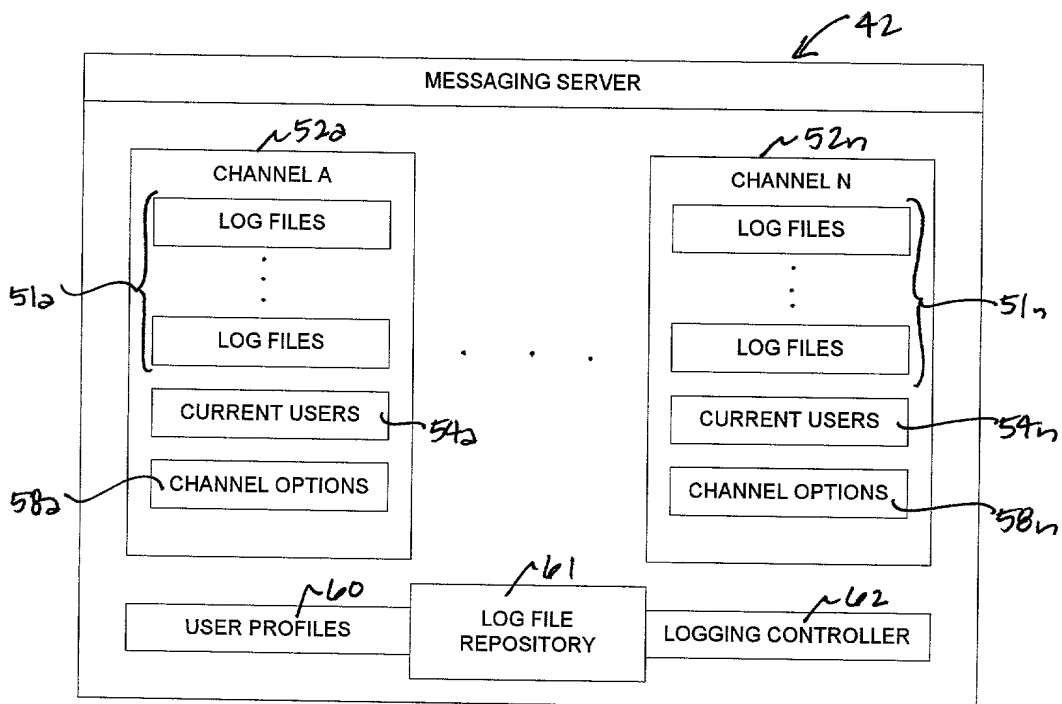 42
MESSAGING SERVER
52a 52n
CHANNEL A CHANNEL N
LOG FILES LOG FILES
51a 51n
LOG FILES LOG FILES
CURRENT USERS CURRENT USERS
54a 54n
CHANNEL OPTIONS CHANNEL OPTIONS
58a 58n
60 61 62
USER PROFILES LOG FILE LOGGING CONTROLLER
REPOSITORY